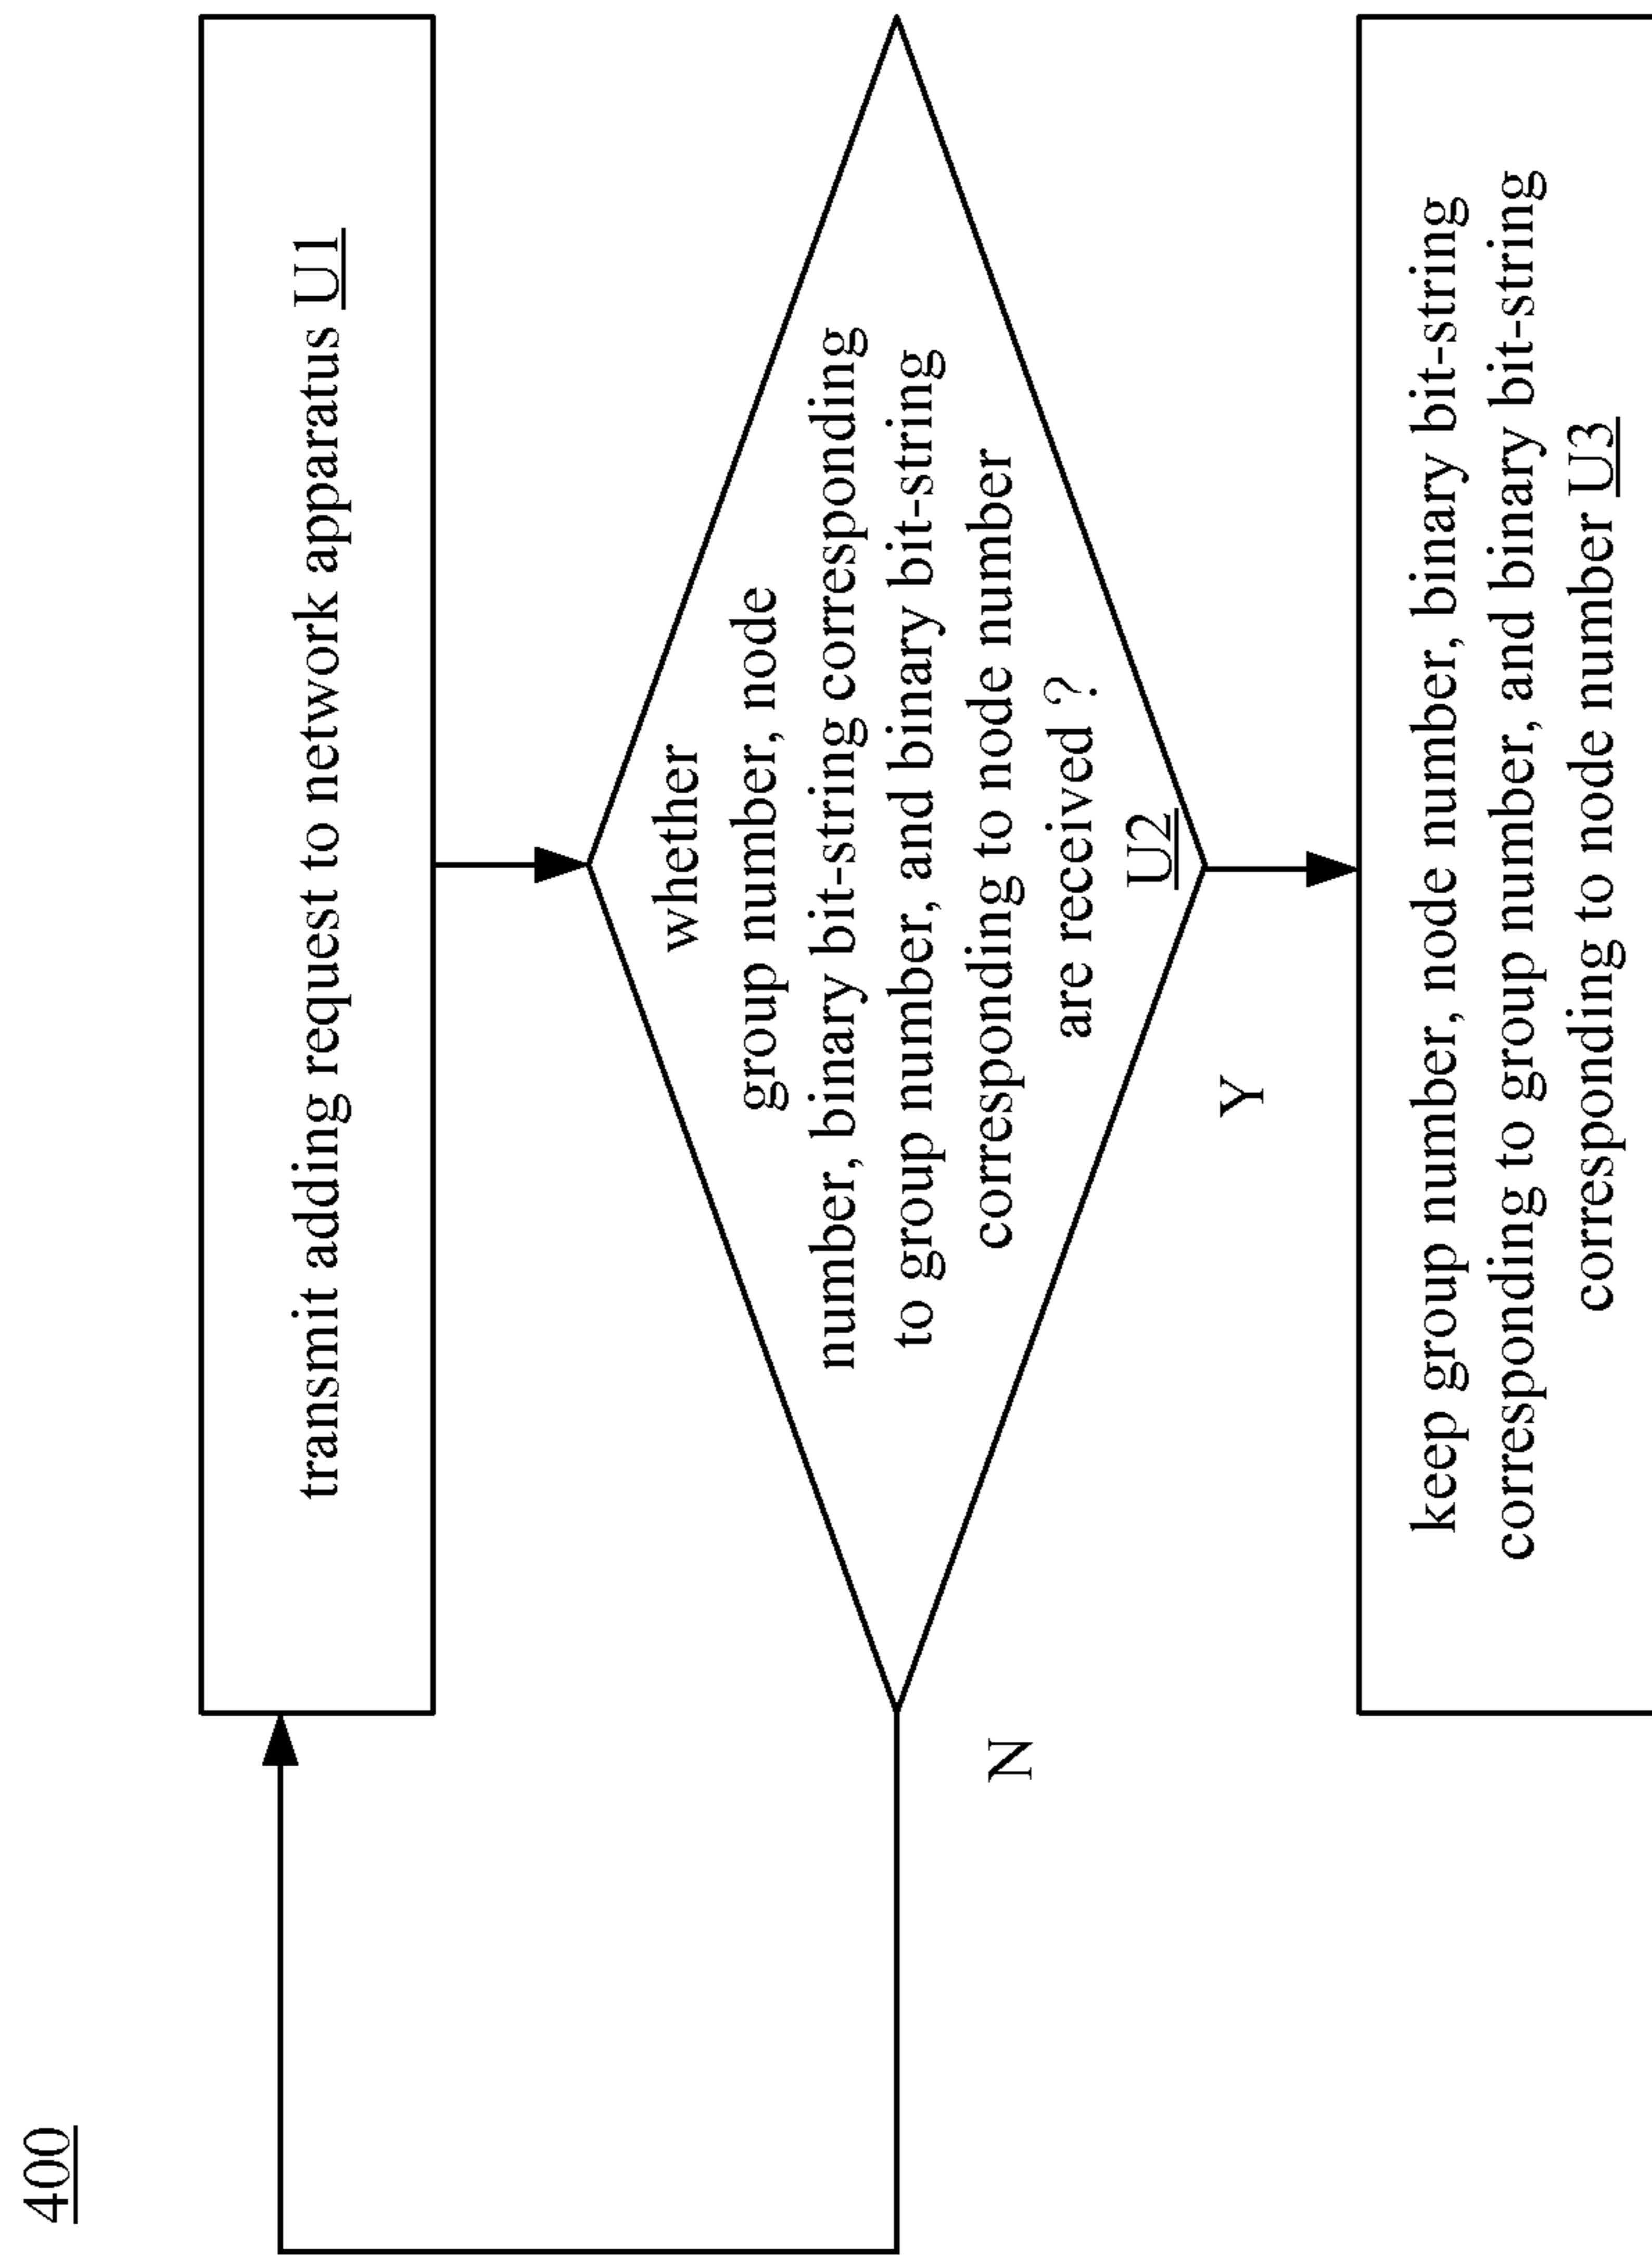 400
transmit adding request to network apparatus U1
whether
group number, node
number, binary bit-string corresponding
to group number, and binary bit-string
corresponding to node number
are received ?
U2
N
Y
keep group number, node number, binary bit-string
corresponding to group number, and binary bit-string
corresponding to node number U3